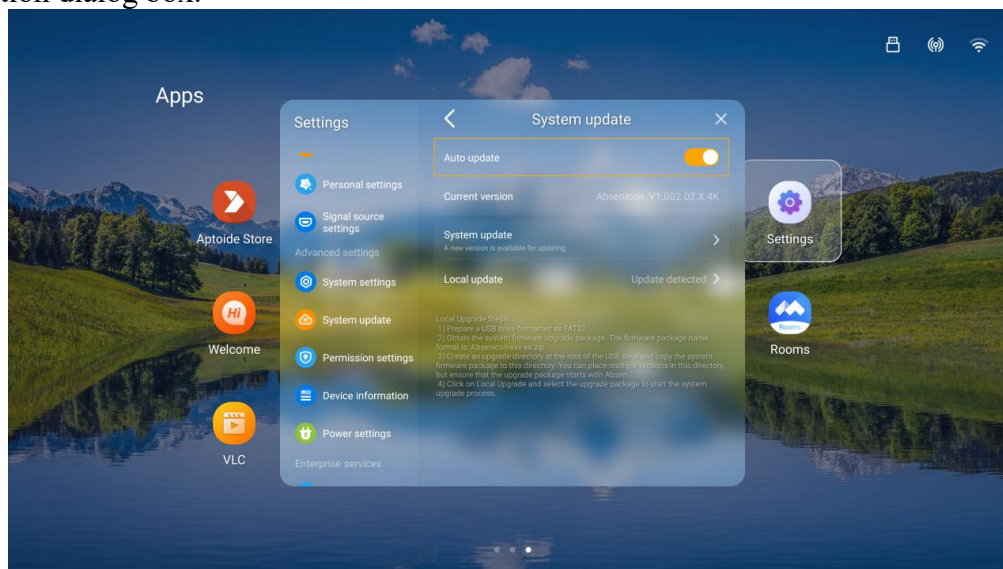 tion dialog box.
Apps
Settings
System update
Auto update
Personal settings
Current version
Absenicon_V1.002.02.X.4K
Signal source
settings
Aptoide Store
Advanced settings
System update
A new version is available for updating
Settings
System settings
Local update
Update detected
Hi
System update
Local Upgrade Steps:
1) Prepare a USB drive formatted as FAT32.
2) Obtain the system firmware upgrade package. The firmware package name
format is: Absenicon-xxx-xx.zip.
3) Create an upgrade directory at the root of the USB drive and copy the system
firmware package to this directory. You can place multiple versions in this directory,
but ensure that the upgrade package starts with Absen.
4) Click on Local Upgrade and select the upgrade package to start the system
upgrade process.
Rooms
Welcome
Rooms
Permission settings
Device information
Power settings
VLC
Enterprise services